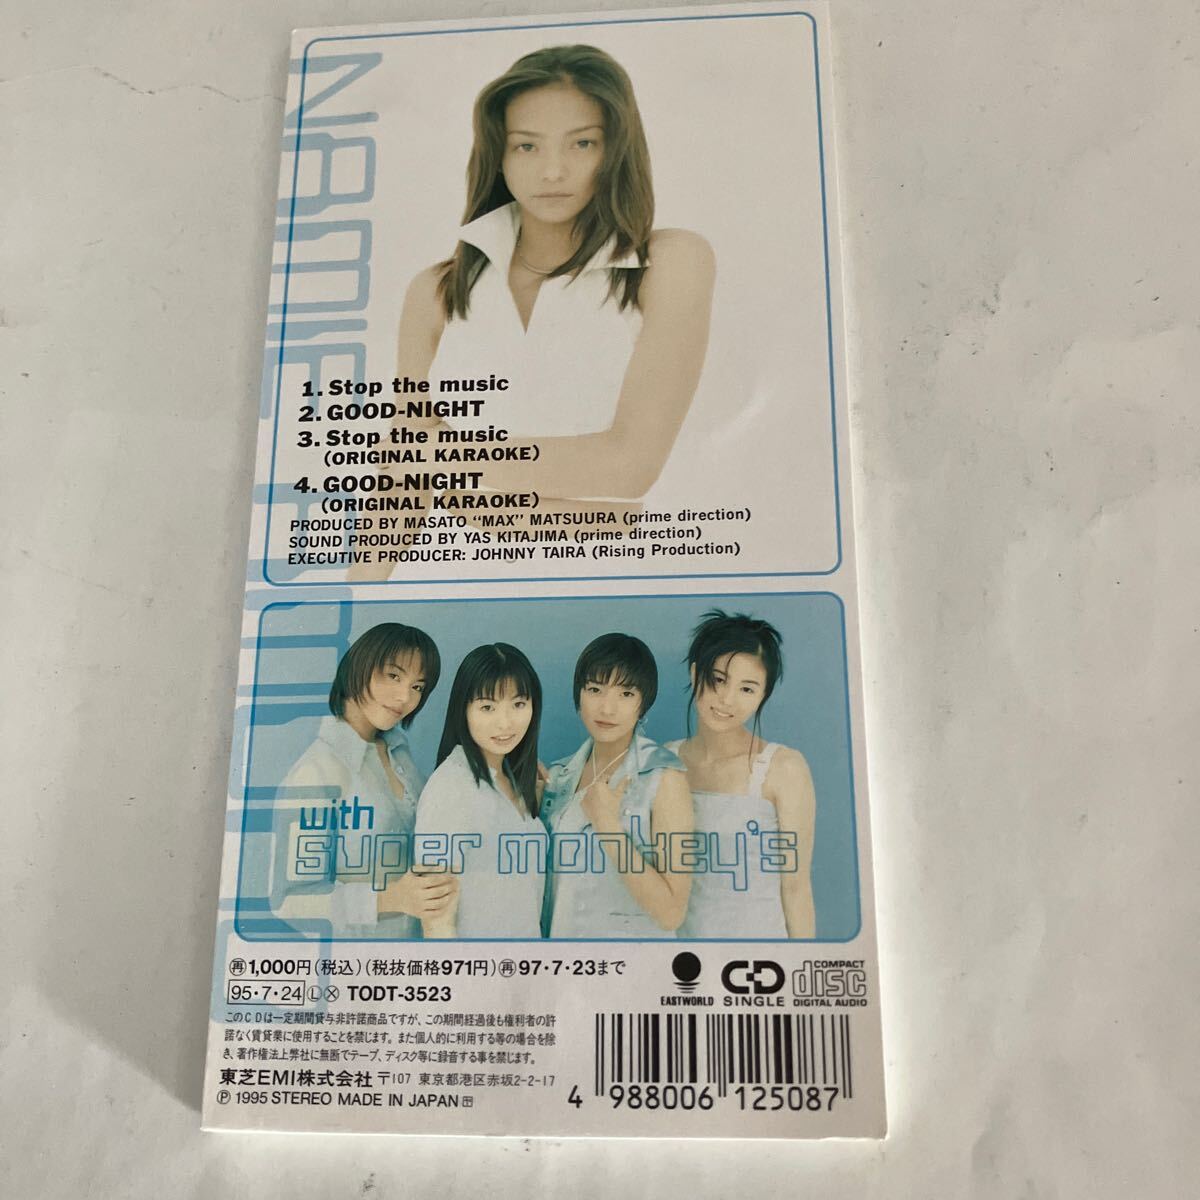 NAMIE AMURO
1. Stop the music
2. GOOD-NIGHT
3. Stop the music
(ORIGINAL KARAOKE)
4. GOOD-NIGHT
(ORIGINAL KARAOKE)
PRODUCED BY MASATO “MAX” MATSUURA (prime direction)
SOUND PRODUCED BY YAS KITAJIMA (prime direction)
EXECUTIVE PRODUCER: JOHNNY TAIRA (Rising Production)
with
super monkey's
㊢1,000円(税込)(税抜価格971円)㊢97・7・23まで
95・7・24 Ⓛ Ⓧ TODT-3523
EASTWORLD
CD SINGLE
COMPACT disc DIGITAL AUDIO
このCDは一定期間貸与非許諾商品ですが、この期間経過後も権利者の許
諾なく賃貸業に使用することを禁じます。また個人的に利用する等の場合を除
き、著作権法上弊社に無断でテープ、ディスク等に録音する事を禁じます。
東芝EMI株式会社 〒107 東京都港区赤坂2-2-17
Ⓟ 1995 STEREO MADE IN JAPAN
4 988006 125087